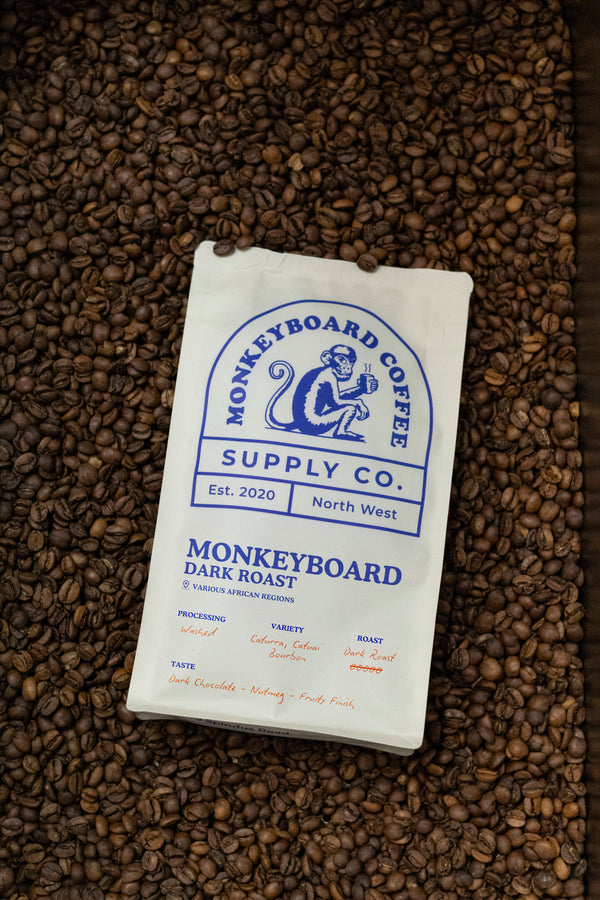 MONKEYBOARD COFFEE
SUPPLY CO.
Est. 2020
North West
MONKEYBOARD
DARK ROAST
VARIOUS AFRICAN REGIONS
PROCESSING
Washed
VARIETY
Caturra, Catuai
Bourbon
ROAST
Dark Roast
TASTE
Dark Chocolate - Nutmeg - Fruity Finish
Road